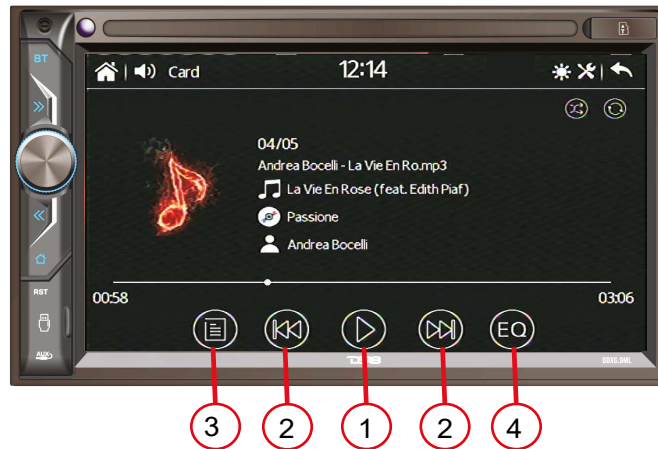 BT
Card
12:14
04/05
Andrea Bocelli - La Vie En Ro.mp3
La Vie En Rose (feat. Edith Piaf)
Passione
Andrea Bocelli
RST
00:58
03:06
EQ
AUX
DDX6.9ML
3
2
1
2
4